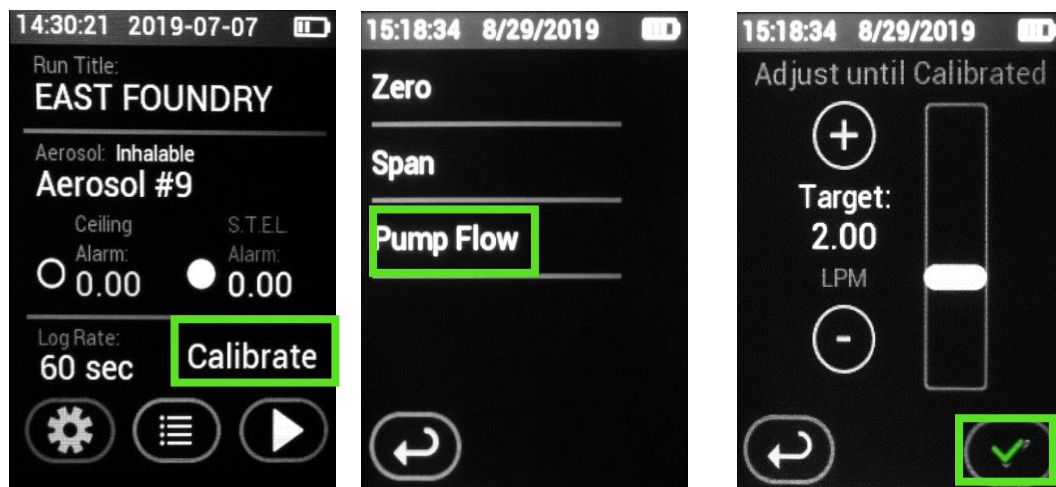 14:30:21 2019-07-07
Run Title:
EAST FOUNDRY
Aerosol: Inhalable
Aerosol #9
Ceiling S.T.E.L.
Alarm: Alarm:
0.00 0.00
Log Rate:
60 sec
Calibrate
15:18:34 8/29/2019
Zero
Span
Pump Flow
15:18:34 8/29/2019
Adjust until Calibrated
+
Target:
2.00
LPM
-